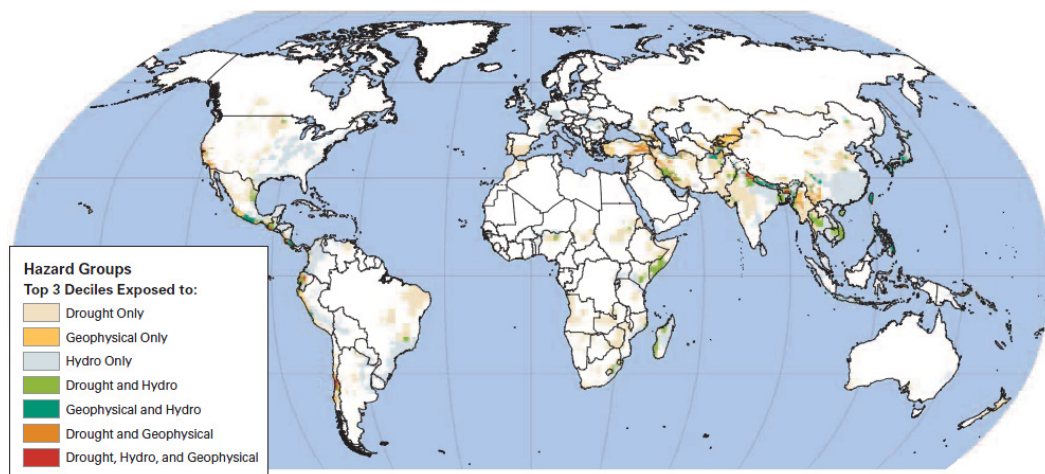 Hazard Groups
Top 3 Deciles Exposed to:
Drought Only
Geophysical Only
Hydro Only
Drought and Hydro
Geophysical and Hydro
Drought and Geophysical
Drought, Hydro, and Geophysical